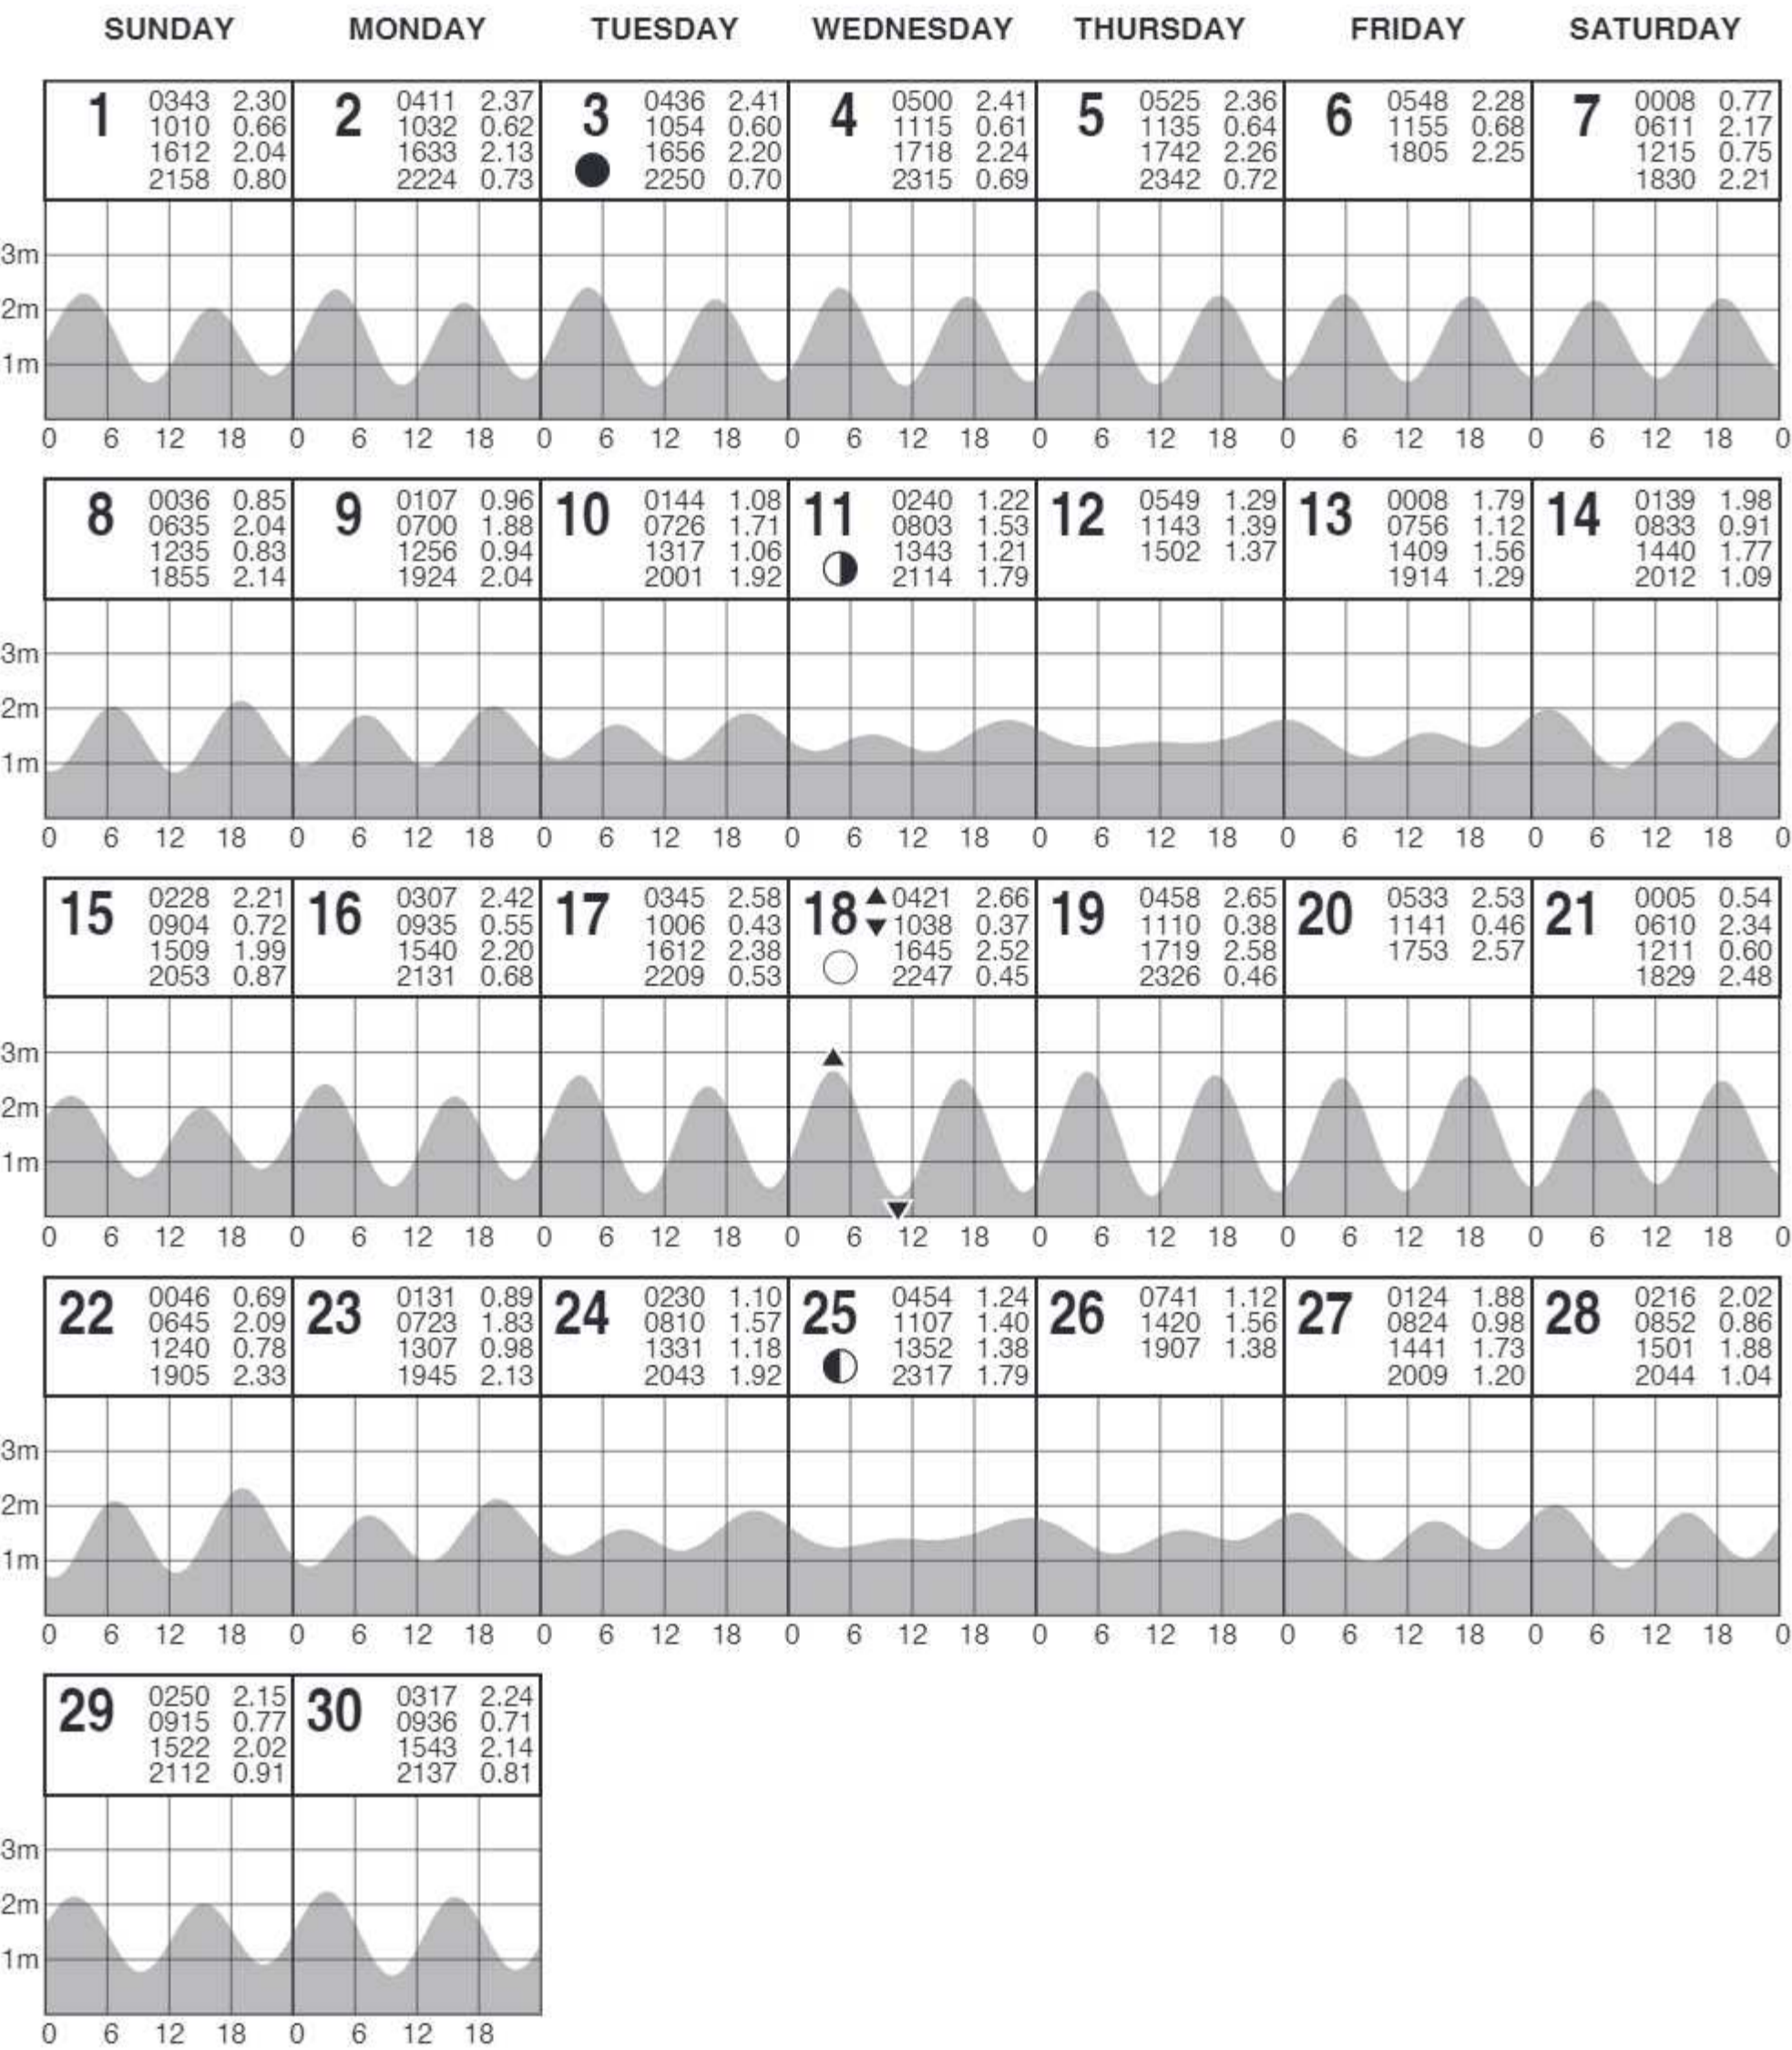 SUNDAY MONDAY TUESDAY WEDNESDAY THURSDAY FRIDAY SATURDAY
1 0343 2.30 2 0411 2.37 3 0436 2.41 4 0500 2.41 5 0525 2.36 6 0548 2.28 7 0008 0.77
1010 0.66 1032 0.62 1054 0.60 1115 0.61 1135 0.64 1155 0.68 0611 2.17
1612 2.04 1633 2.13 1656 2.20 1718 2.24 1742 2.26 1805 2.25 1215 0.75
2158 0.80 2224 0.73 2250 0.70 2315 0.69 2342 0.72 1830 2.21
3m
2m
1m
0 6 12 18 0 6 12 18 0 6 12 18 0 6 12 18 0 6 12 18 0 6 12 18 0 6 12 18 0
8 0036 0.85 9 0107 0.96 10 0144 1.08 11 0240 1.22 12 0549 1.29 13 0008 1.79 14 0139 1.98
0635 2.04 0700 1.88 0726 1.71 0803 1.53 1143 1.39 0756 1.12 0833 0.91
1235 0.83 1256 0.94 1317 1.06 1343 1.21 1502 1.37 1409 1.56 1440 1.77
1855 2.14 1924 2.04 2001 1.92 2114 1.79 1914 1.29 2012 1.09
3m
2m
1m
0 6 12 18 0 6 12 18 0 6 12 18 0 6 12 18 0 6 12 18 0 6 12 18 0 6 12 18 0
15 0228 2.21 16 0307 2.42 17 0345 2.58 18 0421 2.66 19 0458 2.65 20 0533 2.53 21 0005 0.54
0904 0.72 0935 0.55 1006 0.43 1038 0.37 1110 0.38 1141 0.46 0610 2.34
1509 1.99 1540 2.20 1612 2.38 1645 2.52 1719 2.58 1753 2.57 1211 0.60
2053 0.87 2131 0.68 2209 0.53 2247 0.45 2326 0.46 1829 2.48
3m
2m
1m
0 6 12 18 0 6 12 18 0 6 12 18 0 6 12 18 0 6 12 18 0 6 12 18 0 6 12 18 0
22 0046 0.69 23 0131 0.89 24 0230 1.10 25 0454 1.24 26 0741 1.12 27 0124 1.88 28 0216 2.02
0645 2.09 0723 1.83 0810 1.57 1107 1.40 1420 1.56 0824 0.98 0852 0.86
1240 0.78 1307 0.98 1331 1.18 1352 1.38 1907 1.38 1441 1.73 1501 1.88
1905 2.33 1945 2.13 2043 1.92 2317 1.79 2009 1.20 2044 1.04
3m
2m
1m
0 6 12 18 0 6 12 18 0 6 12 18 0 6 12 18 0 6 12 18 0 6 12 18 0 6 12 18 0
29 0250 2.15 30 0317 2.24
0915 0.77 0936 0.71
1522 2.02 1543 2.14
2112 0.91 2137 0.81
3m
2m
1m
0 6 12 18 0 6 12 18